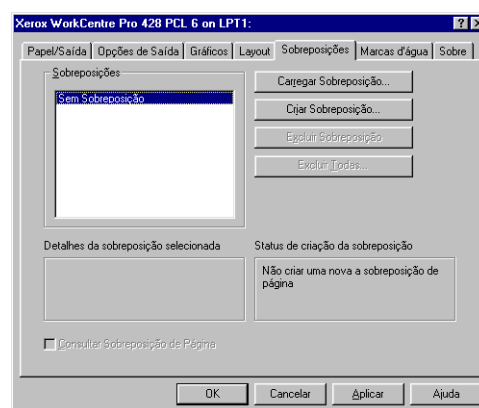 Xerox WorkCentre Pro 428 PCL 6 on LPT1:
Papel/Saída Opções de Saída Gráficos Layout Sobreposições Marcas d'água Sobre
Sobreposições
Sem Sobreposição
Carregar Sobreposição...
Criar Sobreposição...
Excluir Sobreposição
Excluir Todas...
Detalhes da sobreposição selecionada
Status de criação da sobreposição
Não criar uma nova a sobreposição de
página
Consultar Sobreposição de Página
OK Cancelar Aplicar Ajuda